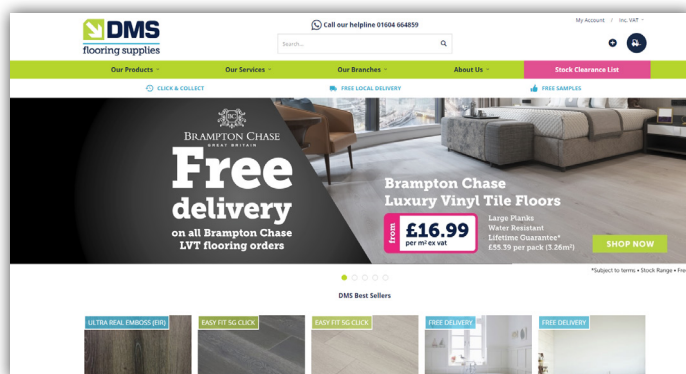 DMS
flooring supplies
Call our helpline 01604 664859
My Account / Inc. VAT
Search...
Our Products
Our Services
Our Branches
About Us
Stock Clearance List
CLICK & COLLECT
FREE LOCAL DELIVERY
FREE SAMPLES
BC
BRAMPTON CHASE
GREAT BRITAIN
Free
delivery
on all Brampton Chase
LVT flooring orders
Brampton Chase
Luxury Vinyl Tile Floors
from
£16.99
per m² ex vat
Large Planks
Water Resistant
Lifetime Guarantee*
£55.39 per pack (3.26m²)
SHOP NOW
*Subject to terms • Stock Range • Free
DMS Best Sellers
ULTRA REAL EMBOSS (EIR)
EASY FIT 5G CLICK
EASY FIT 5G CLICK
FREE DELIVERY
FREE DELIVERY